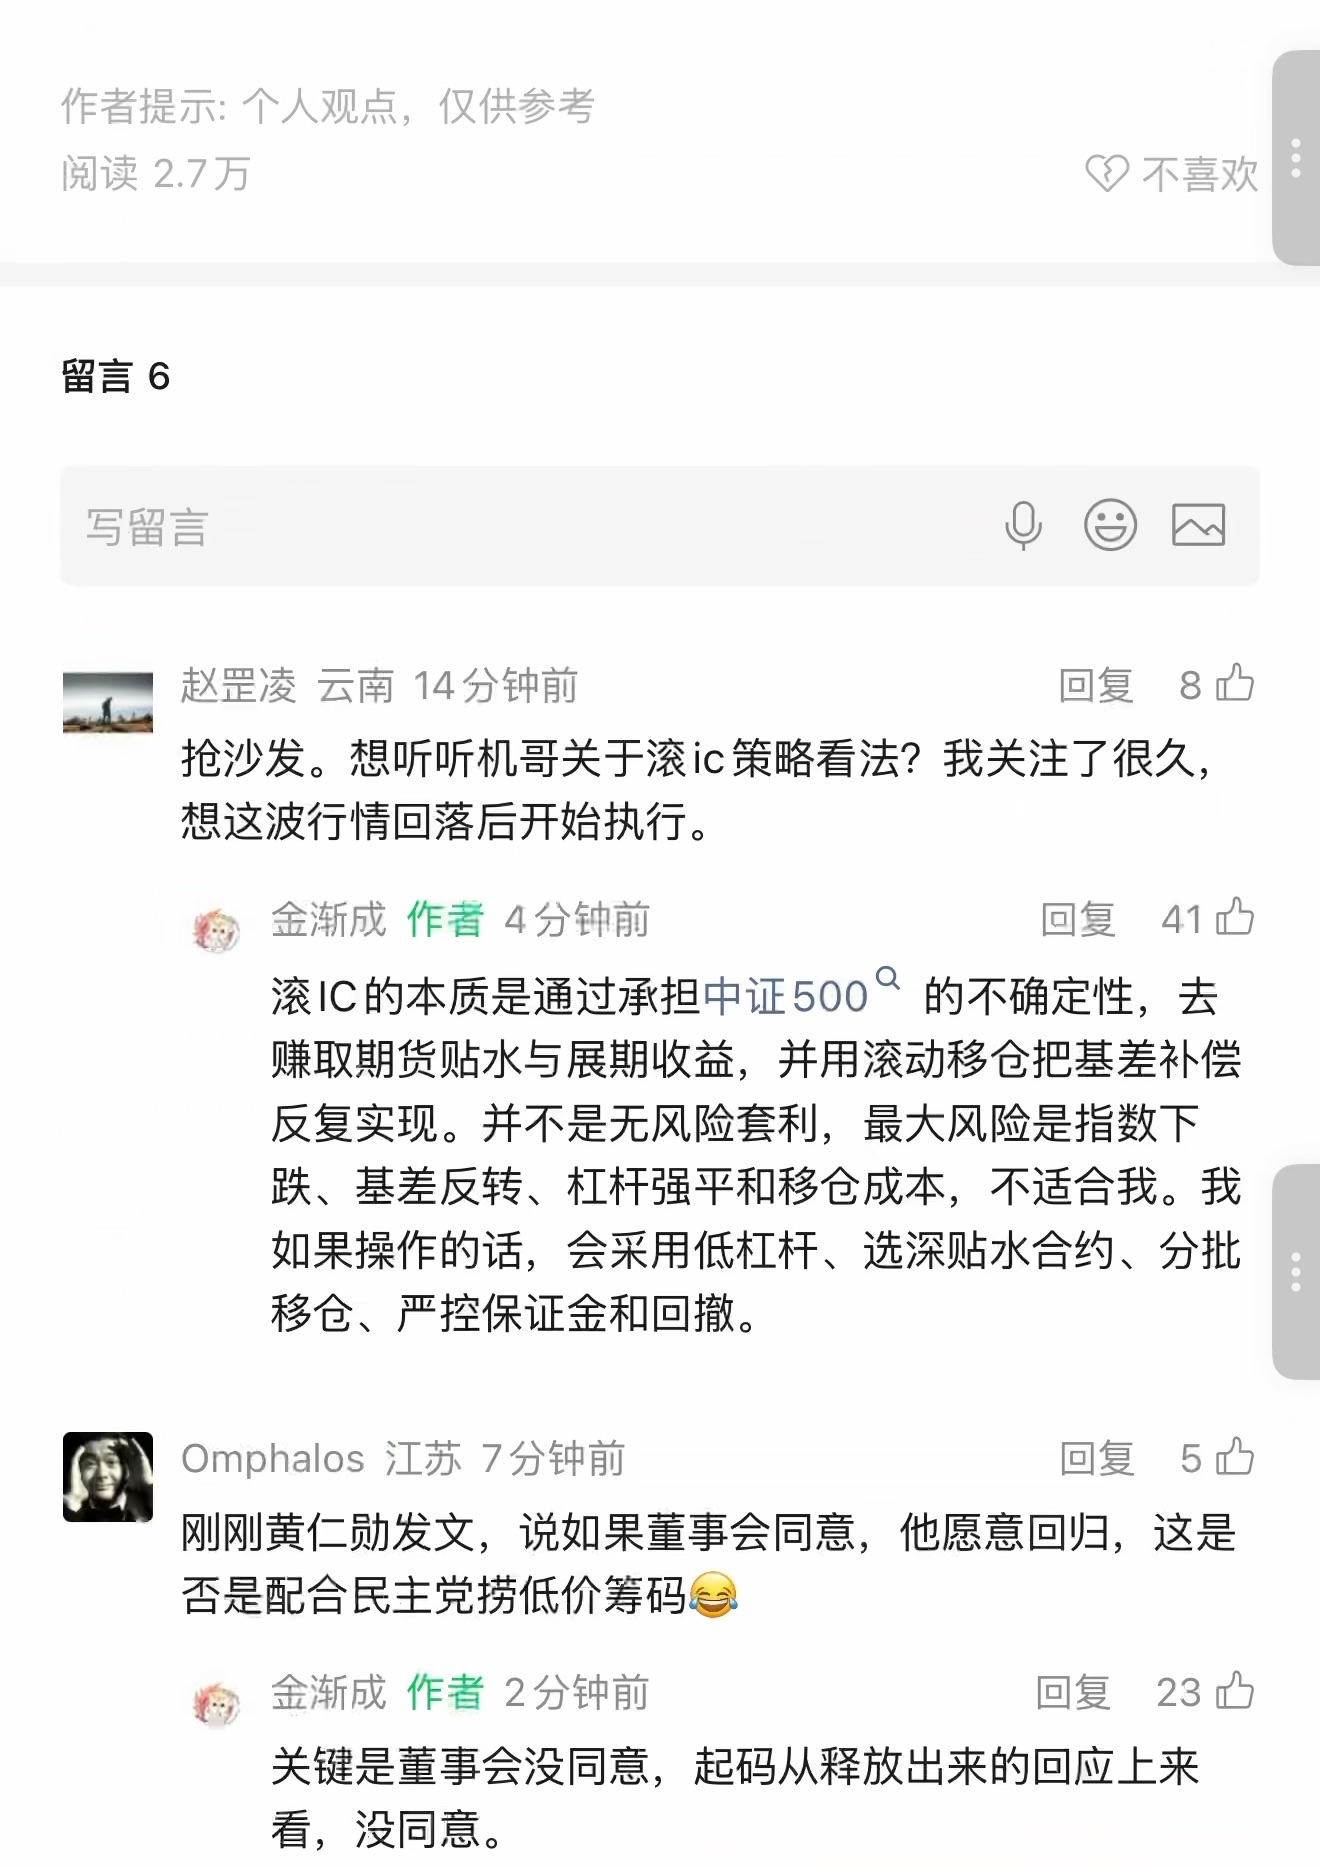 作者提示: 个人观点，仅供参考
阅读 2.7万
不喜欢
留言 6
写留言
赵罡凌 云南 14分钟前 回复 8
抢沙发。想听听机哥关于滚ic策略看法？我关注了很久，
想这波行情回落后开始执行。
金渐成 作者 4分钟前 回复 41
滚IC的本质是通过承担中证500 的不确定性，去
赚取期货贴水与展期收益，并用滚动移仓把基差补偿
反复实现。并不是无风险套利，最大风险是指数下
跌、基差反转、杠杆强平和移仓成本，不适合我。我
如果操作的话，会采用低杠杆、选深贴水合约、分批
移仓、严控保证金和回撤。
Omphalos 江苏 7分钟前 回复 5
刚刚黄仁勋发文，说如果董事会同意，他愿意回归，这是
否是配合民主党捞低价筹码😂
金渐成 作者 2分钟前 回复 23
关键是董事会没同意，起码从释放出来的回应上来
看，没同意。